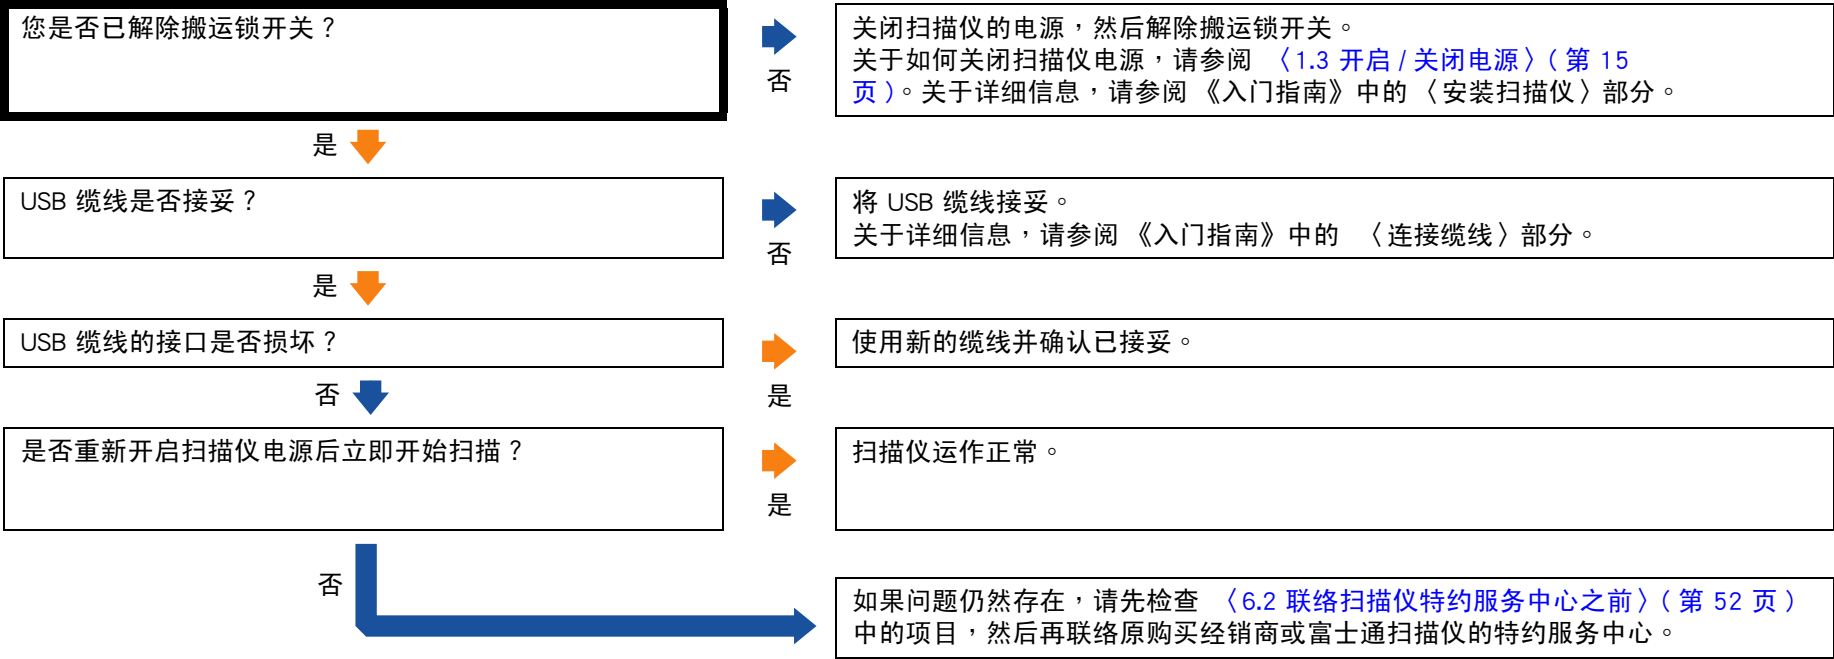 您是否已解除搬运锁开关？
否
关闭扫描仪的电源，然后解除搬运锁开关。
关于如何关闭扫描仪电源，请参阅 〈1.3 开启 / 关闭电源〉( 第 15
页 )。关于详细信息，请参阅 《入门指南》中的 〈安装扫描仪〉部分。
是
USB 缆线是否接妥？
否
将 USB 缆线接妥。
关于详细信息，请参阅 《入门指南》中的 〈连接缆线〉部分。
是
USB 缆线的接口是否损坏？
是
使用新的缆线并确认已接妥。
否
是否重新开启扫描仪电源后立即开始扫描？
是
扫描仪运作正常。
否
如果问题仍然存在，请先检查 〈6.2 联络扫描仪特约服务中心之前〉( 第 52 页 )
中的项目，然后再联络原购买经销商或富士通扫描仪的特约服务中心。